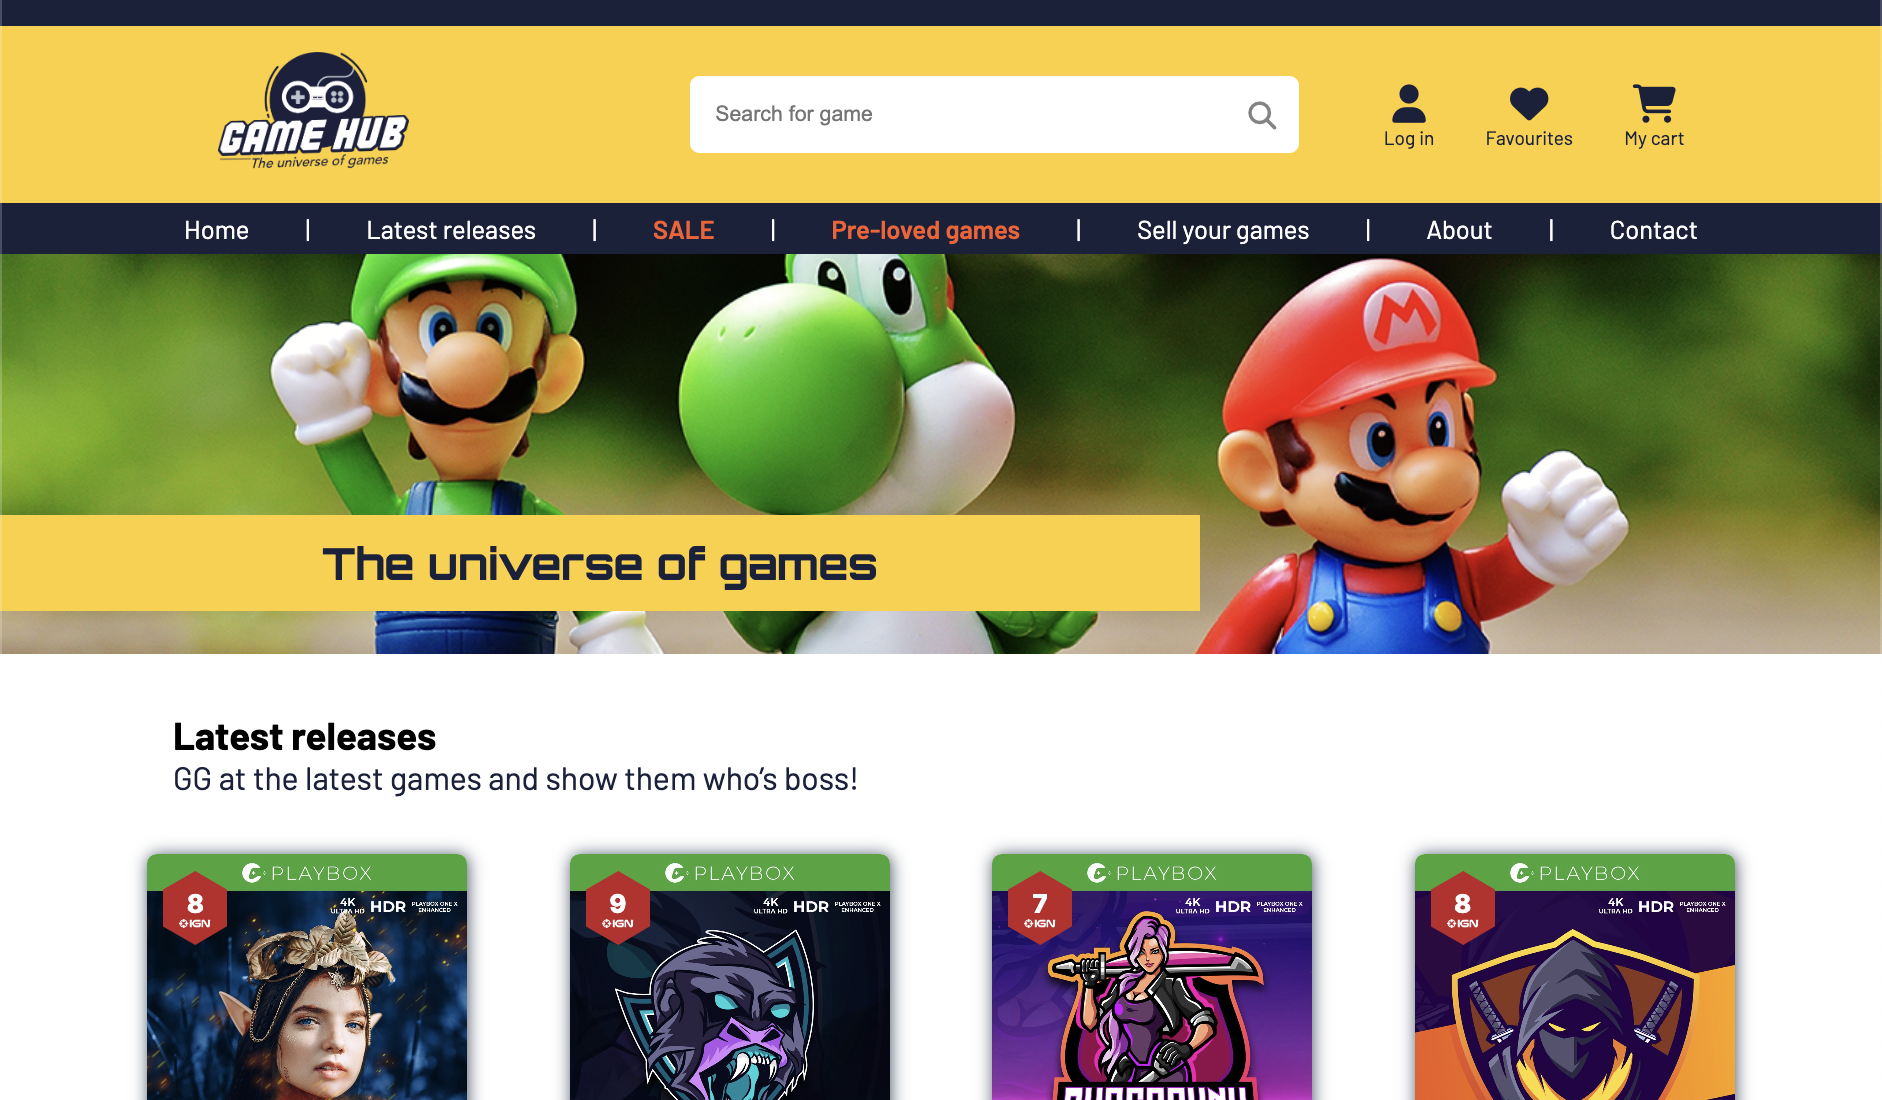 GAME HUB
The universe of games
Search for game
Log in
Favourites
My cart
Home | Latest releases | SALE | Pre-loved games | Sell your games | About | Contact
M
The universe of games
Latest releases
GG at the latest games and show them who's boss!
PLAYBOX
8
IGN
4K
ULTRA HD
HDR
PLAYBOX ONE X
ENHANCED
PLAYBOX
9
IGN
4K
ULTRA HD
HDR
PLAYBOX ONE X
ENHANCED
PLAYBOX
7
IGN
4K
ULTRA HD
HDR
PLAYBOX ONE X
ENHANCED
PLAYBOX
8
IGN
4K
ULTRA HD
HDR
PLAYBOX ONE X
ENHANCED